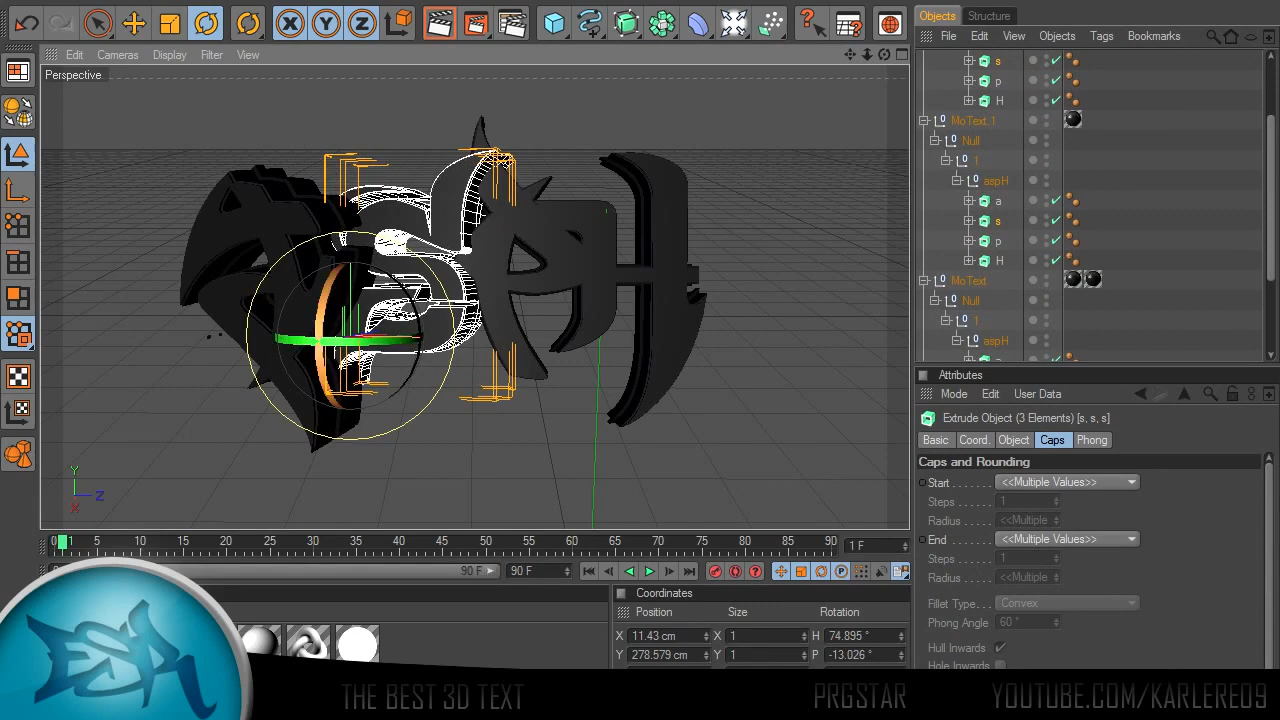 Objects Structure
File Edit View Objects Tags Bookmarks
Edit Cameras Display Filter View
Perspective
s
p
H
MoText.1
Null
1
aspH
a
s
p
H
MoText
Null
1
aspH
Attributes
Mode Edit User Data
Extrude Object (3 Elements) [s, s, s]
Basic Coord. Object Caps Phong
Caps and Rounding
Start <<Multiple Values>>
Steps 1
Radius <<Multiple
End <<Multiple Values>>
Steps 1
Radius <<Multiple
Fillet Type Convex
Phong Angle 60 °
Hull Inwards
Hole Inwards
X Y Z
Y
Z
X
0 1 5 10 15 20 25 30 35 40 45 50 55 60 65 70 75 80 85 90 1 F
90 F 90 F
Coordinates
Position Size Rotation
X 11.43 cm X 1 H 74.895 °
Y 278.579 cm Y 1 P -13.026 °
THE BEST 3D TEXT PRGSTAR YOUTUBE.COM/KARLERE09